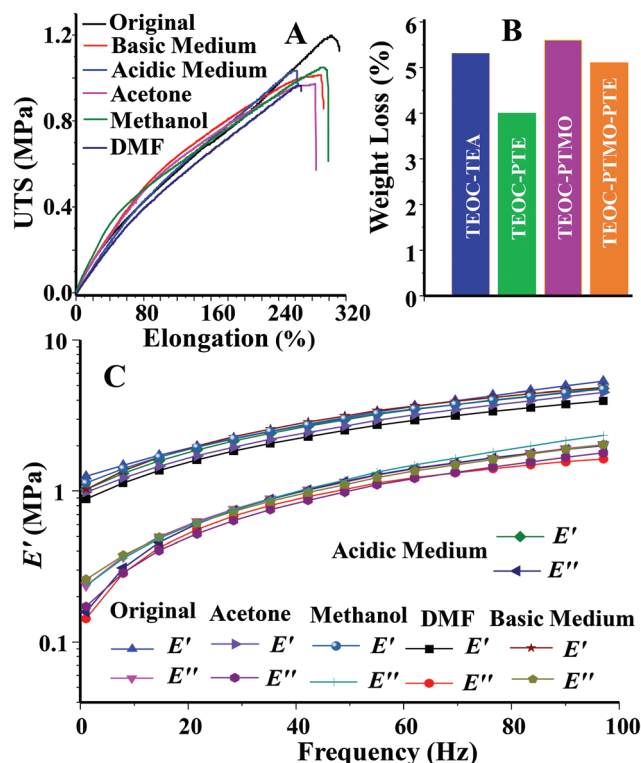 A
Original
Basic Medium
Acidic Medium
Acetone
Methanol
DMF
UTS (MPa)
1.2
0.8
0.4
0.0
0 80 160 240 320
Elongation (%)
B
Weight Loss (%)
6
5
4
3
2
1
0
TEOC-TEA
TEOC-PTE
TEOC-PTMO
TEOC-PTMO-PTE
C
E' (MPa)
10
1
0.1
Acidic Medium E'
E''
Original Acetone Methanol DMF Basic Medium
E' E' E' E' E'
E'' E'' E'' E'' E''
0 20 40 60 80 100
Frequency (Hz)